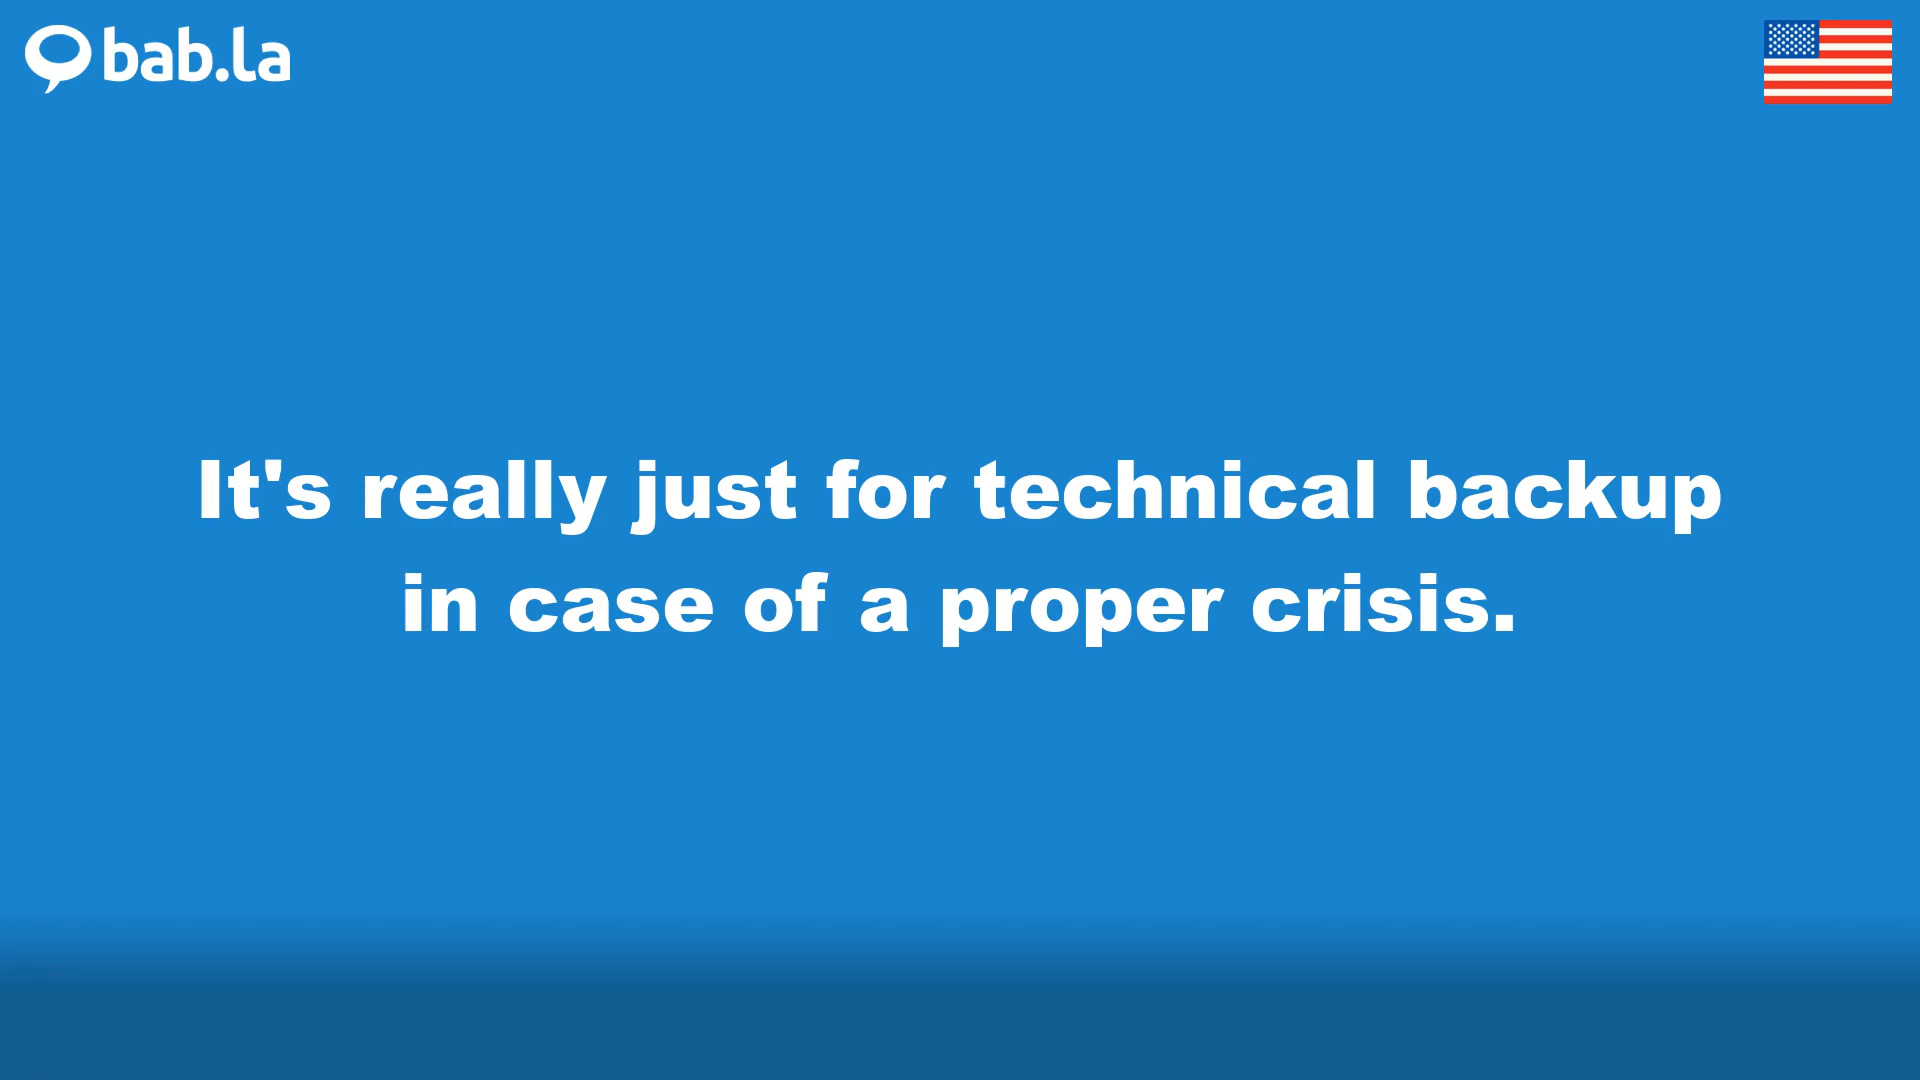 bab.la
It's really just for technical backup
in case of a proper crisis.